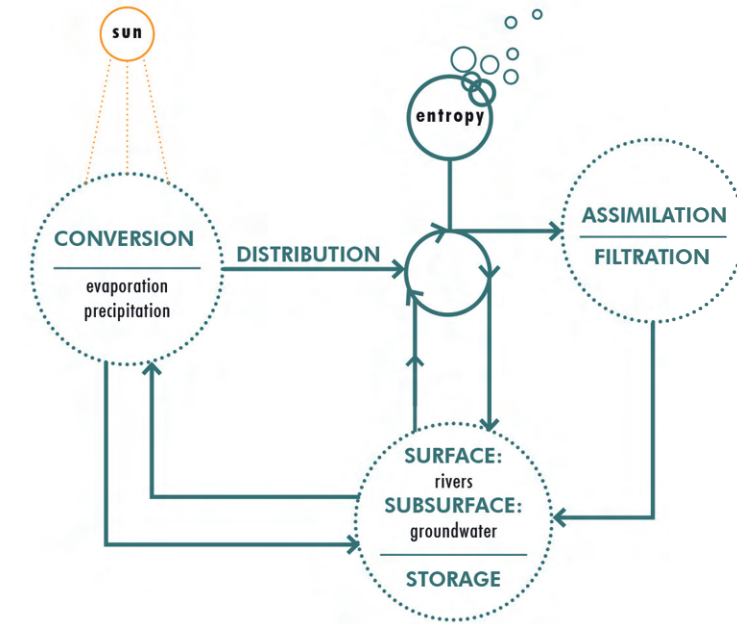 sun
entropy
CONVERSION
evaporation
precipitation
DISTRIBUTION
ASSIMILATION
FILTRATION
SURFACE:
rivers
SUBSURFACE:
groundwater
STORAGE